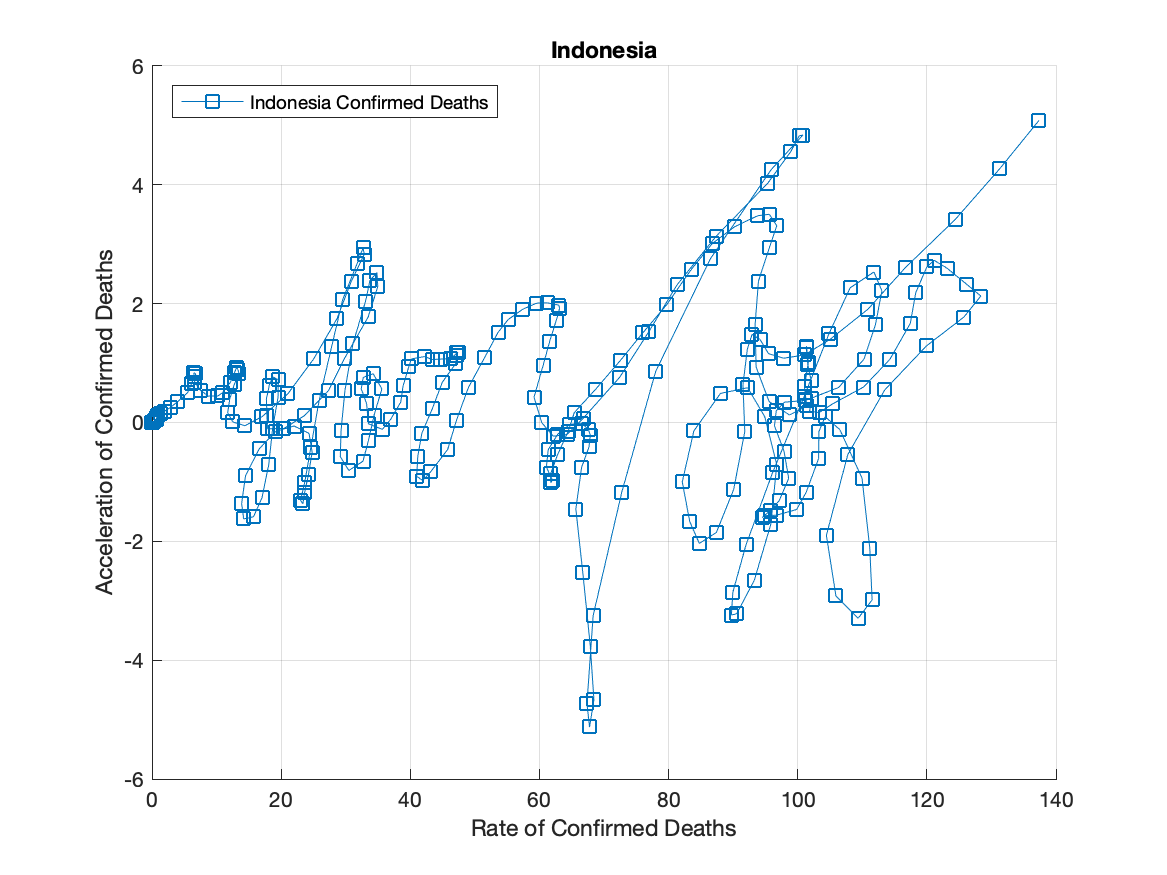 Indonesia
Indonesia Confirmed Deaths
6
4
2
0
-2
-4
-6
Acceleration of Confirmed Deaths
0 20 40 60 80 100 120 140
Rate of Confirmed Deaths